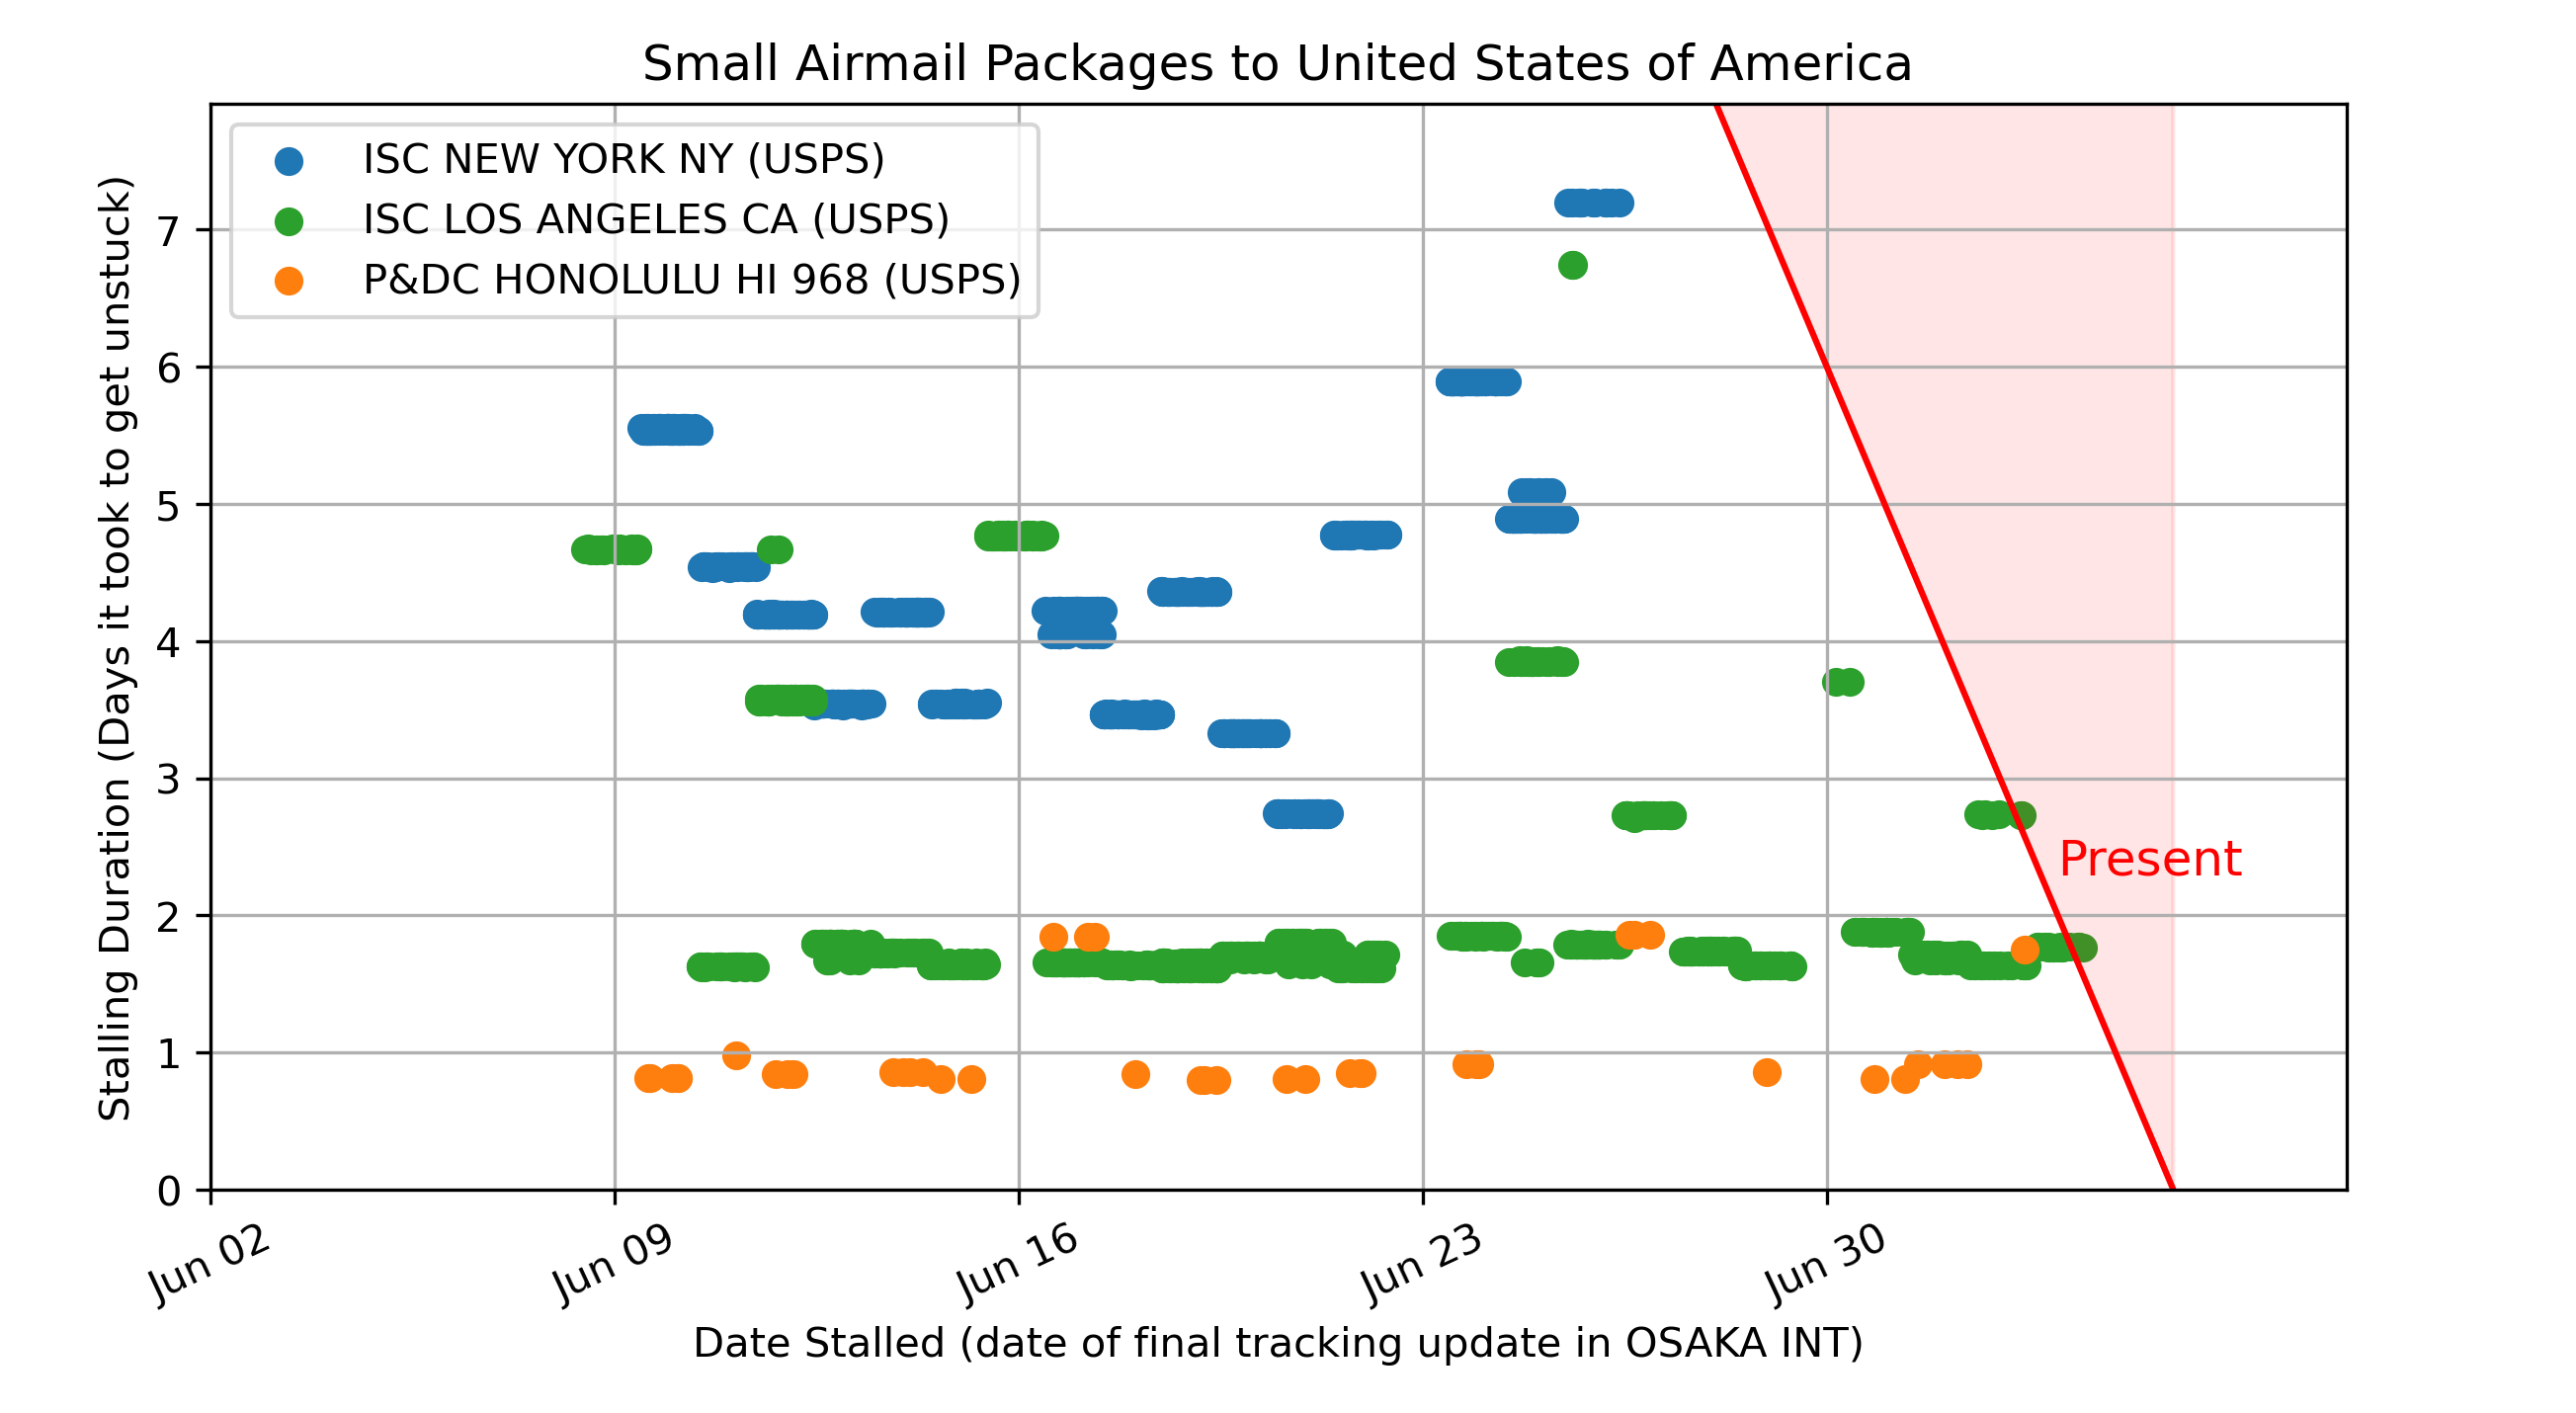 Small Airmail Packages to United States of America
ISC NEW YORK NY (USPS)
ISC LOS ANGELES CA (USPS)
P&DC HONOLULU HI 968 (USPS)
Stalling Duration (Days it took to get unstuck)
7
6
5
4
3
2
1
0
Present
Jun 02
Jun 09
Jun 16
Jun 23
Jun 30
Date Stalled (date of final tracking update in OSAKA INT)